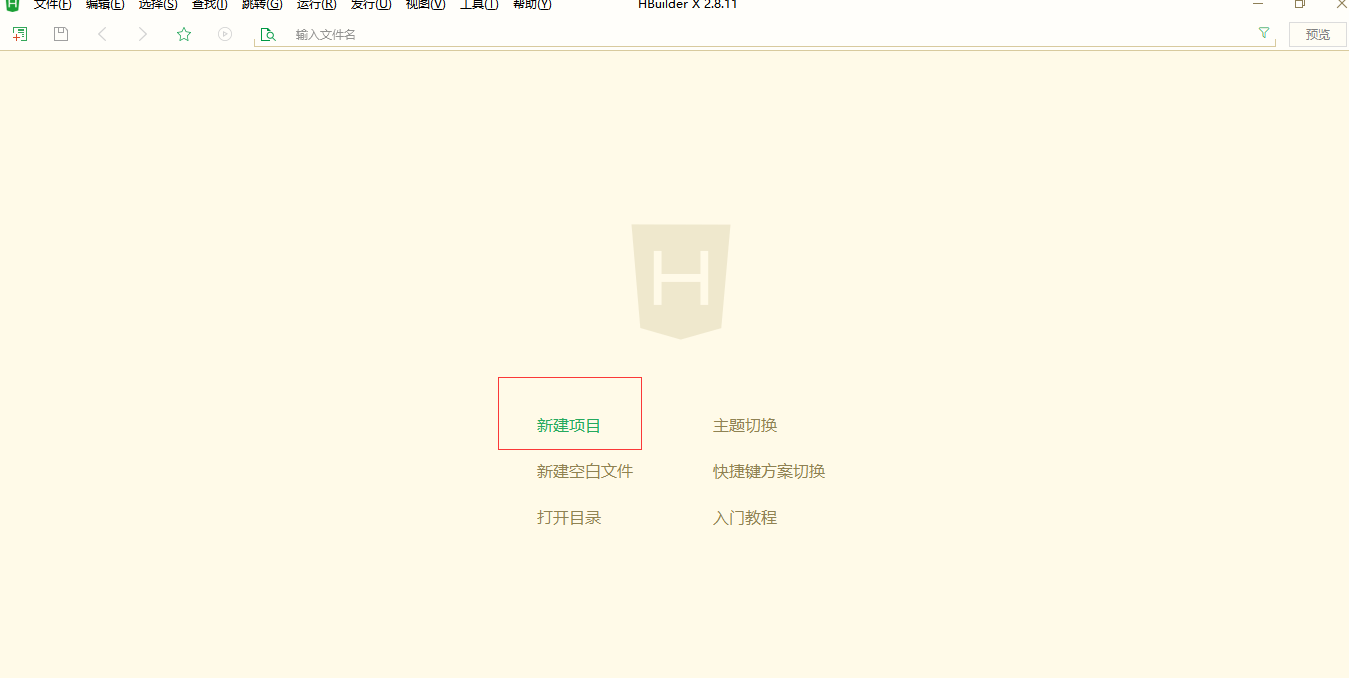 文件(F) 编辑(E) 选择(S) 查找(I) 跳转(G) 运行(R) 发行(U) 视图(V) 工具(T) 帮助(Y) HBuilder X 2.8.11
输入文件名 预览
H
新建项目 主题切换
新建空白文件 快捷键方案切换
打开目录 入门教程